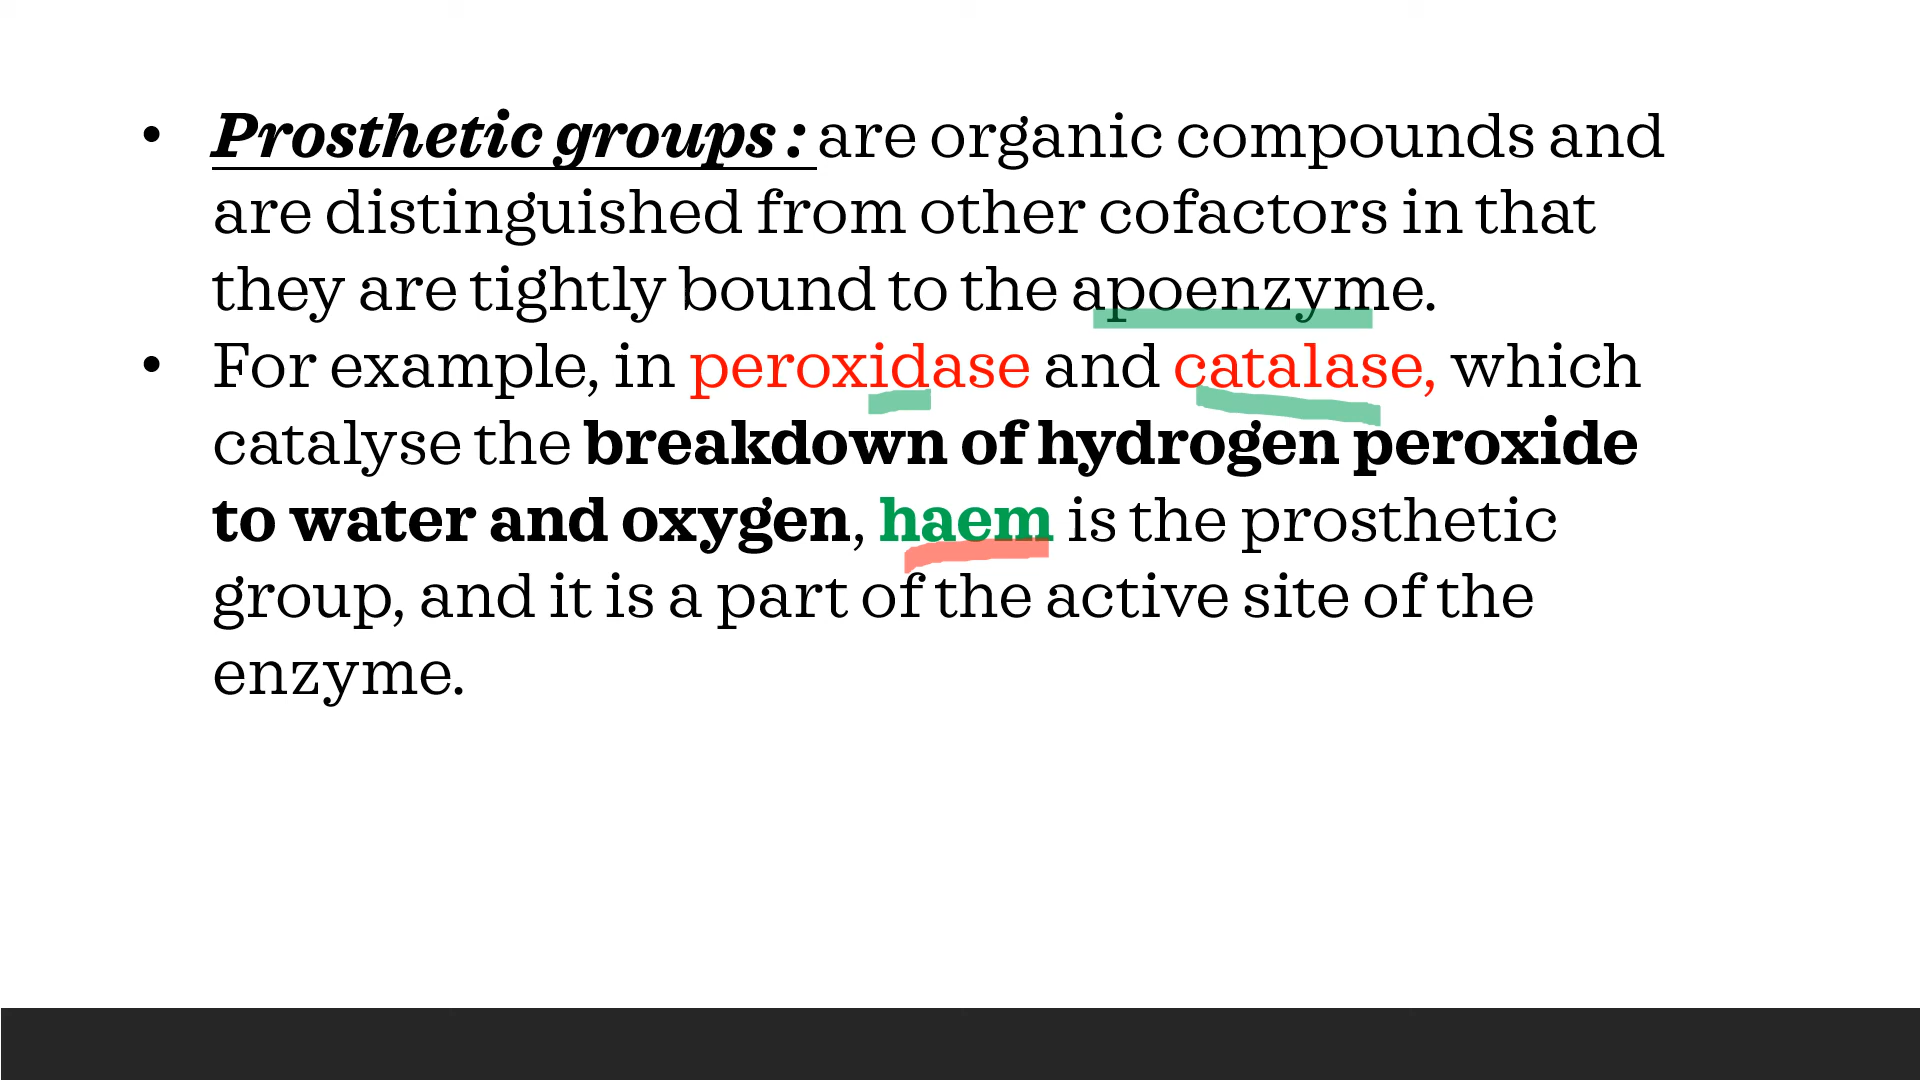 • Prosthetic groups : are organic compounds and
are distinguished from other cofactors in that
they are tightly bound to the apoenzyme.
• For example, in peroxidase and catalase, which
catalyse the breakdown of hydrogen peroxide
to water and oxygen, haem is the prosthetic
group, and it is a part of the active site of the
enzyme.